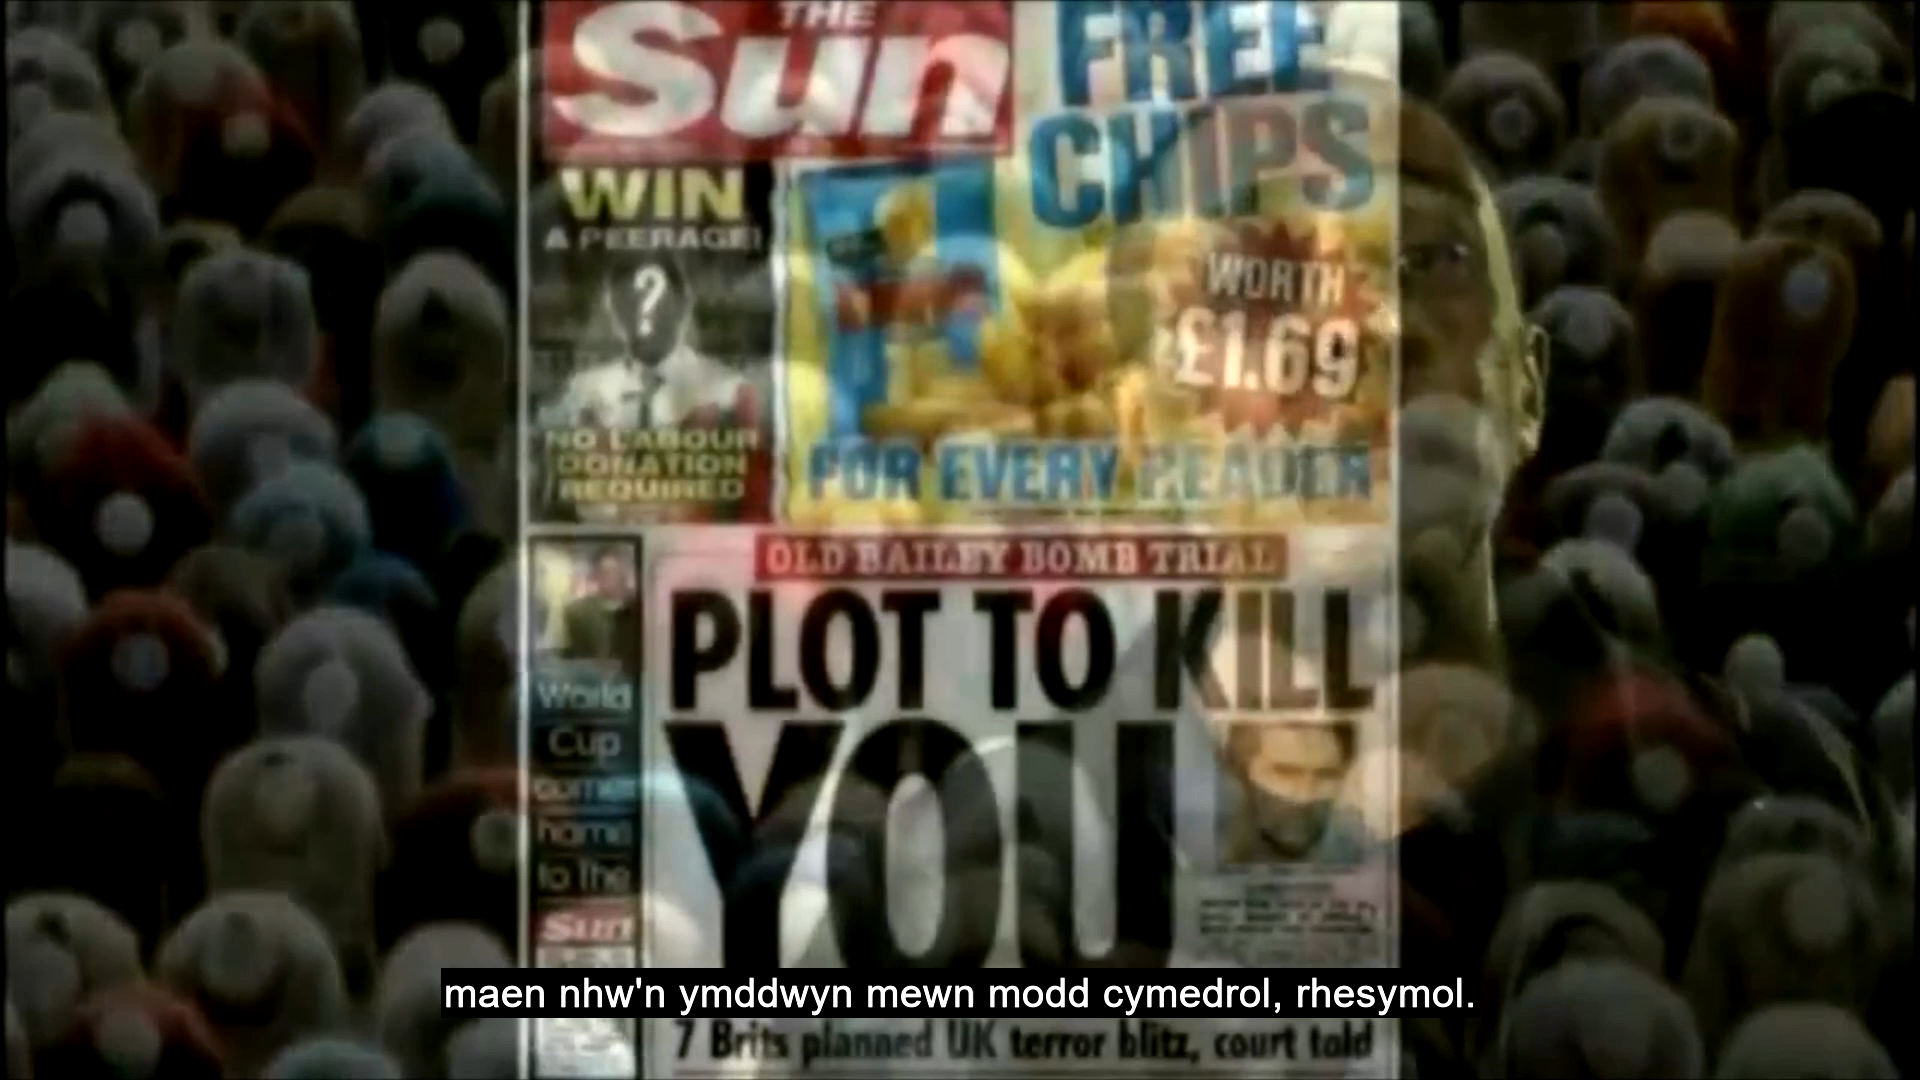 THE
Sun
FREE
CHIPS
WIN
A PEERAGE!
?
WORTH
£1.69
NO LABOUR
DONATION
REQUIRED
FOR EVERY READER
OLD BAILEY BOMB TRIAL
PLOT TO KILL
YOU
World
Cup
comes
home
to the
Sun
maen nhw'n ymddwyn mewn modd cymedrol, rhesymol.
7 Brits planned UK terror blitz, court told